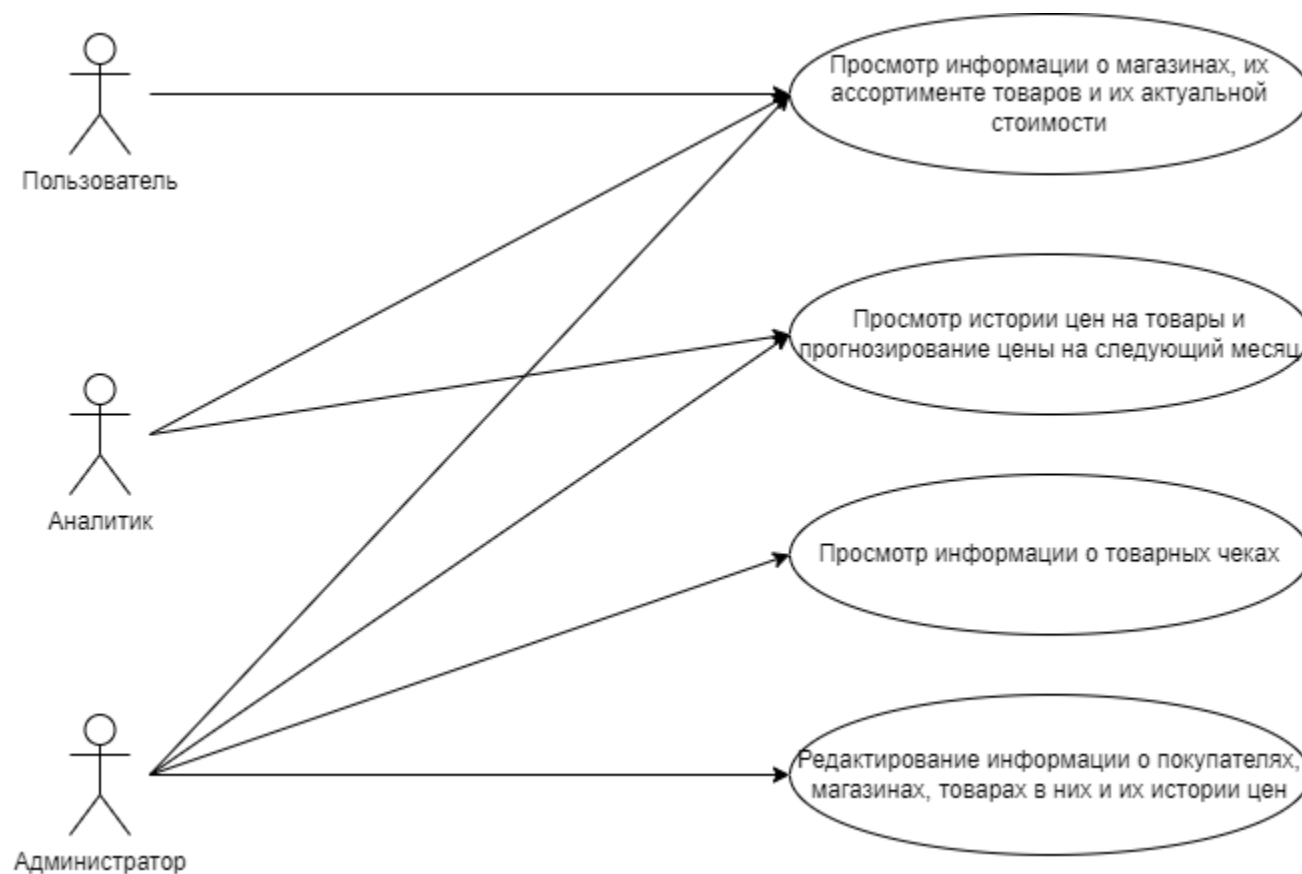 Просмотр информации о магазинах, их
ассортименте товаров и их актуальной
стоимости
Пользователь
Просмотр истории цен на товары и
прогнозирование цены на следующий месяц
Аналитик
Просмотр информации о товарных чеках
Редактирование информации о покупателях,
магазинах, товарах в них и их истории цен
Администратор